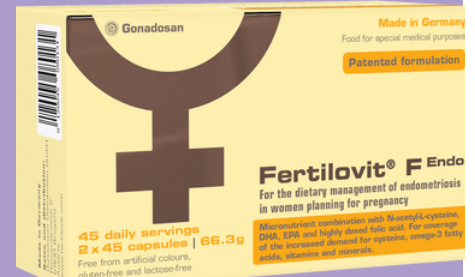 Gonadosan
Made in Germany
Food for special medical purposes
Patented formulation
Fertilovit® F Endo
For the dietary management of endometriosis
in women planning for pregnancy
Micronutrient combination with N-acetyl-L-cysteine,
DHA, EPA and highly dosed folic acid. For coverage
of the increased demand for cysteine, omega-3 fatty
acids, vitamins and minerals.
45 daily servings
2 x 45 capsules | 66.3g
Free from artificial colours,
gluten-free and lactose-free
Made in Germany